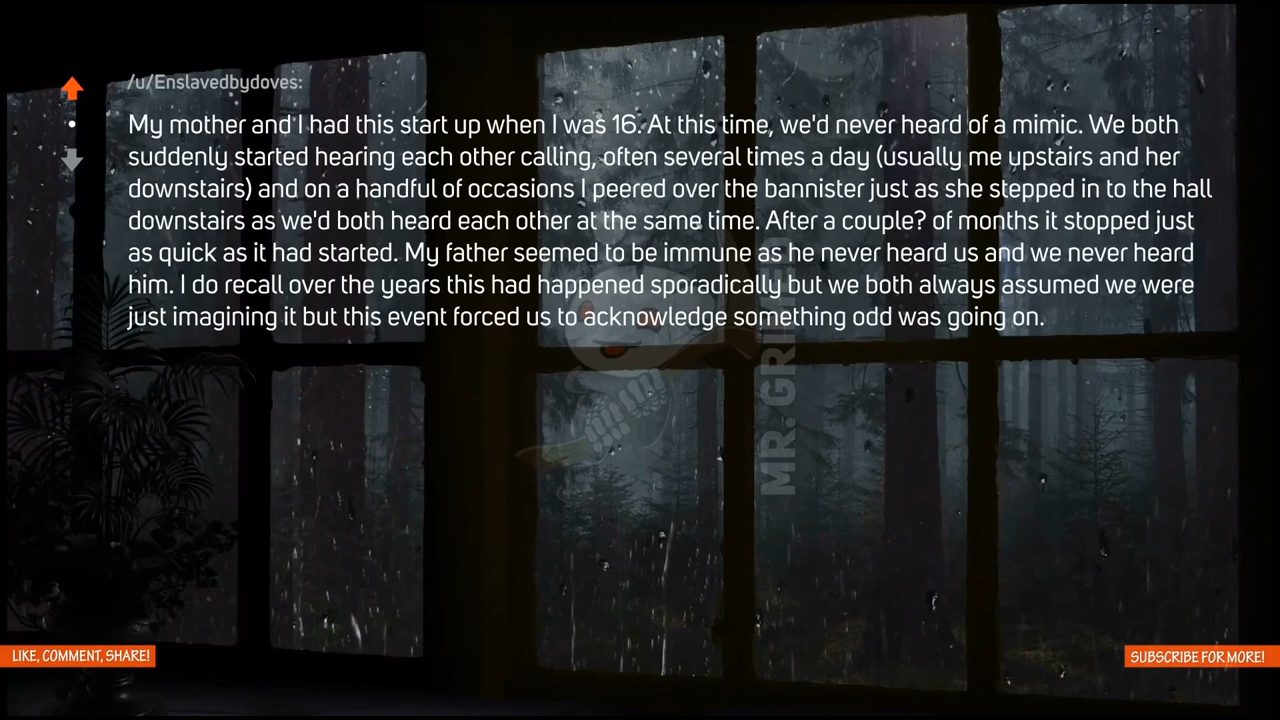 /u/Enslavedbydoves:
My mother and I had this start up when I was 16. At this time, we'd never heard of a mimic. We both
suddenly started hearing each other calling, often several times a day (usually me upstairs and her
downstairs) and on a handful of occasions I peered over the bannister just as she stepped in to the hall
downstairs as we'd both heard each other at the same time. After a couple? of months it stopped just
as quick as it had started. My father seemed to be immune as he never heard us and we never heard
him. I do recall over the years this had happened sporadically but we both always assumed we were
just imagining it but this event forced us to acknowledge something odd was going on.
MR. GRIM
LIKE, COMMENT, SHARE!
SUBSCRIBE FOR MORE!